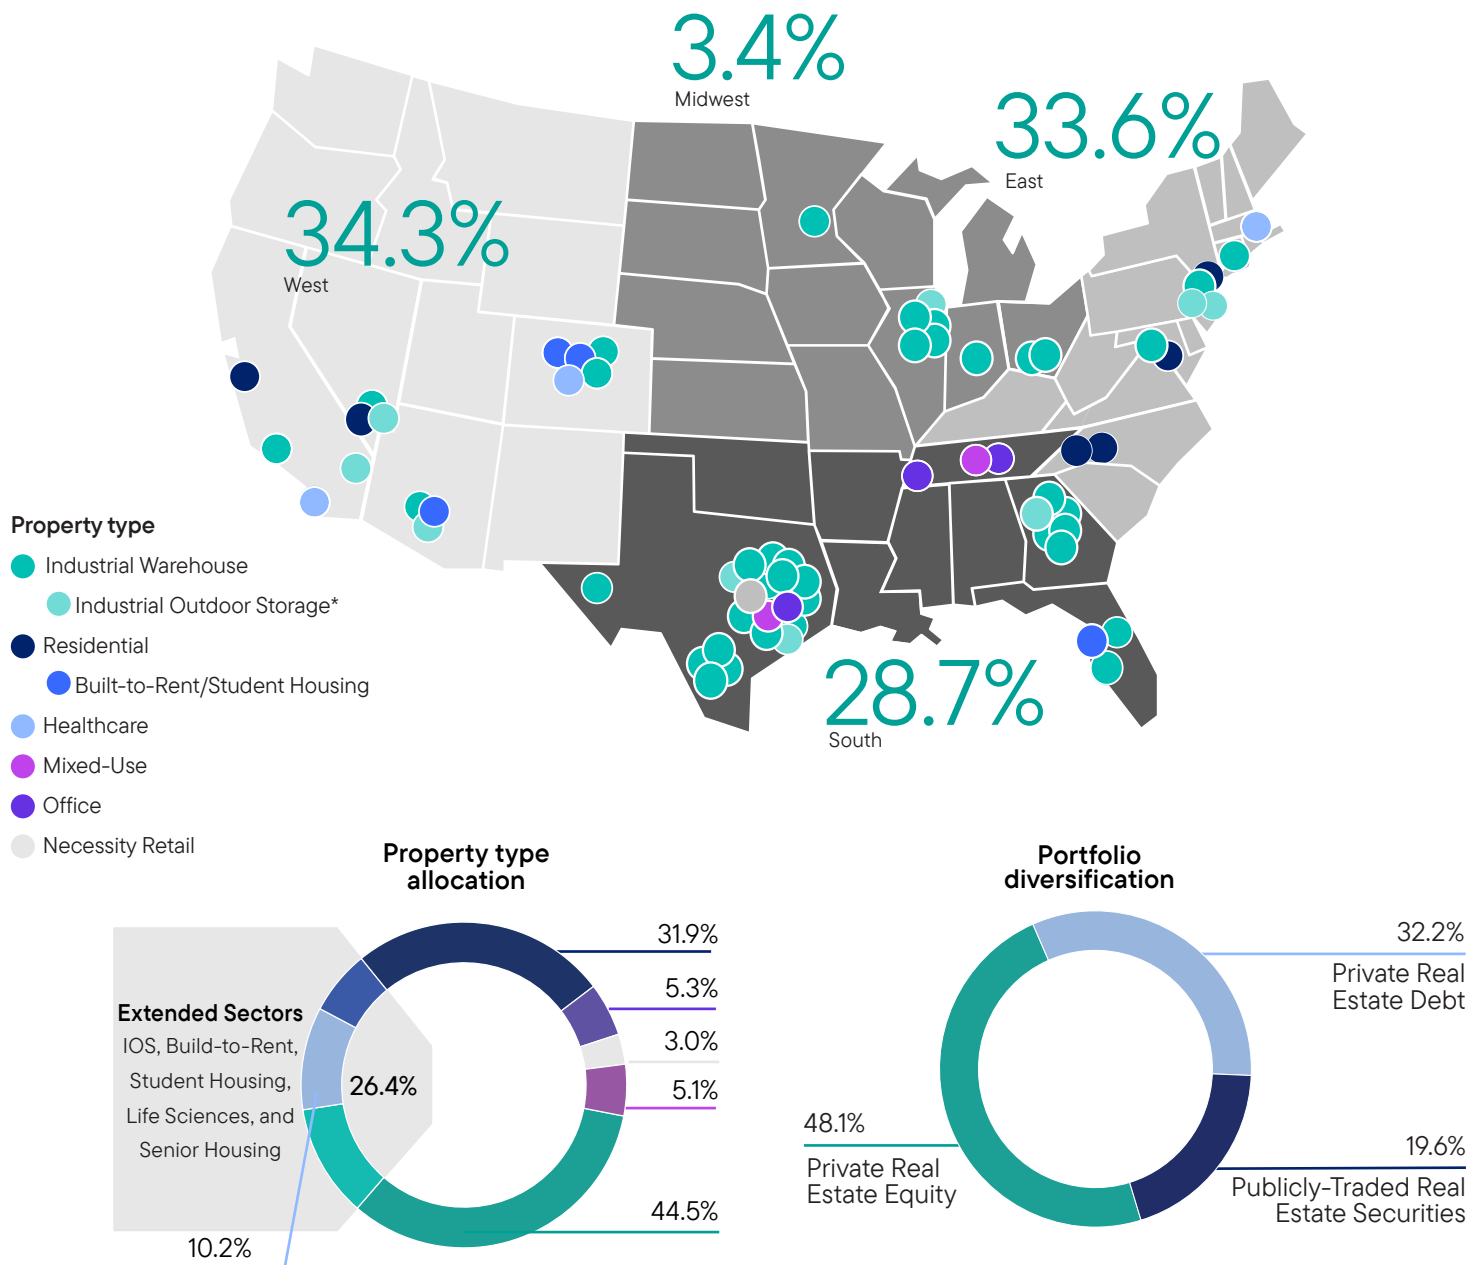 3.4%
Midwest
33.6%
East
34.3%
West
28.7%
South
Property type
Industrial Warehouse
Industrial Outdoor Storage*
Residential
Built-to-Rent/Student Housing
Healthcare
Mixed-Use
Office
Necessity Retail
Property type
allocation
31.9%
5.3%
3.0%
5.1%
44.5%
Extended Sectors
IOS, Build-to-Rent,
Student Housing,
Life Sciences, and
Senior Housing
26.4%
10.2%
Portfolio
diversification
32.2%
Private Real
Estate Debt
48.1%
Private Real
Estate Equity
19.6%
Publicly-Traded Real
Estate Securities